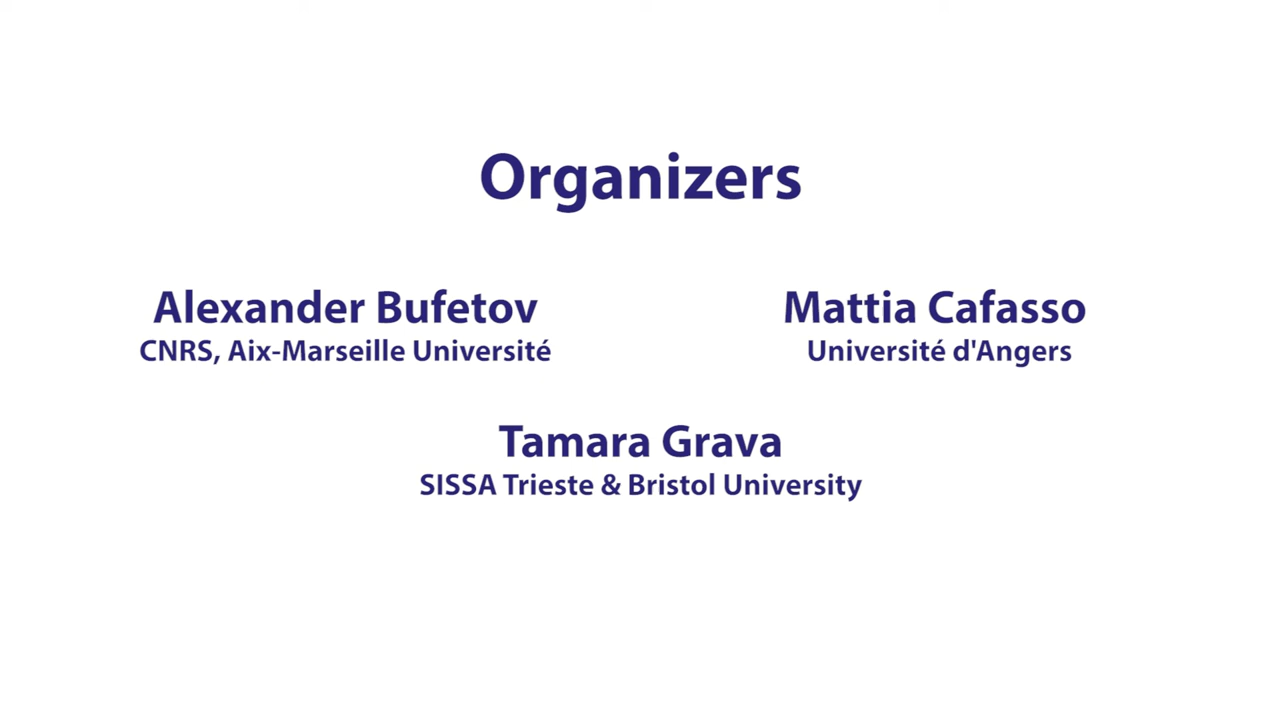 Organizers
Alexander Bufetov
CNRS, Aix-Marseille Université
Mattia Cafasso
Université d'Angers
Tamara Grava
SISSA Trieste & Bristol University